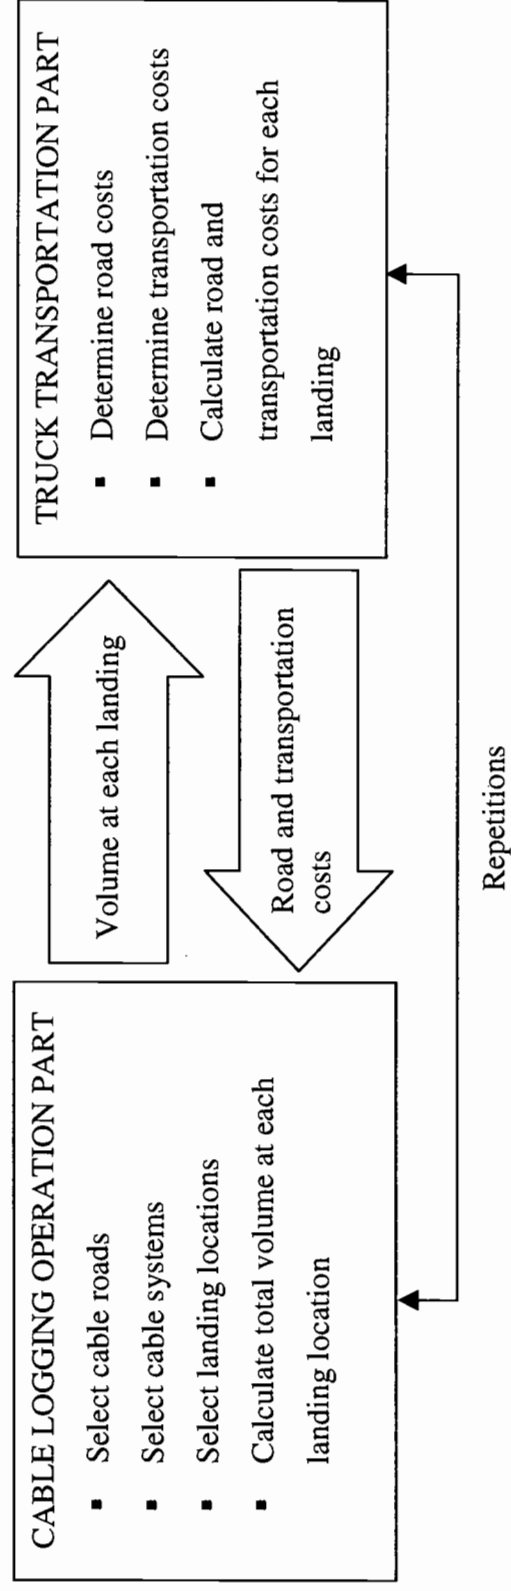 CABLE LOGGING OPERATION PART
▪ Select cable roads
▪ Select cable systems
▪ Select landing locations
▪ Calculate total volume at each
landing location
Volume at each landing
Road and transportation
costs
TRUCK TRANSPORTATION PART
▪ Determine road costs
▪ Determine transportation costs
▪ Calculate road and
transportation costs for each
landing
Repetitions